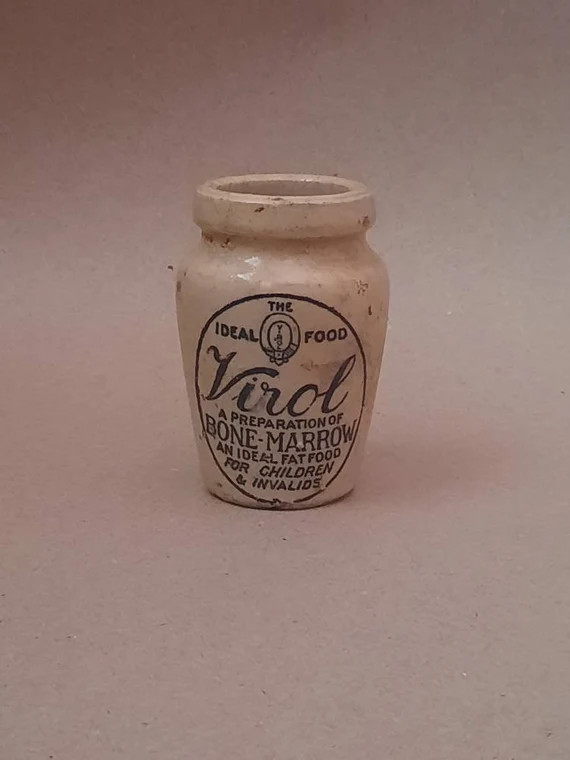 THE
IDEAL FOOD
Virol
A PREPARATION OF
BONE-MARROW
AN IDEAL FAT FOOD
FOR CHILDREN
& INVALIDS.